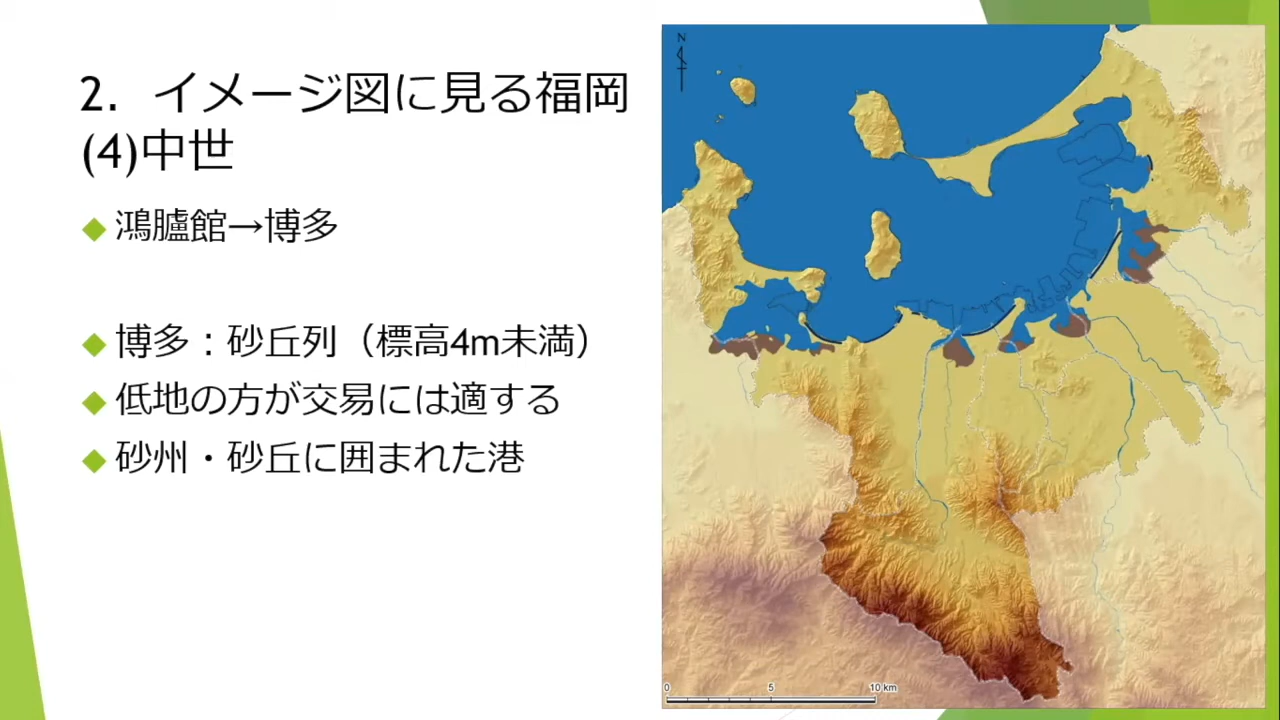 2．イメージ図に見る福岡
(4)中世
鴻臚館→博多
博多：砂丘列（標高4m未満）
低地の方が交易には適する
砂州・砂丘に囲まれた港
N
0 5 10 km